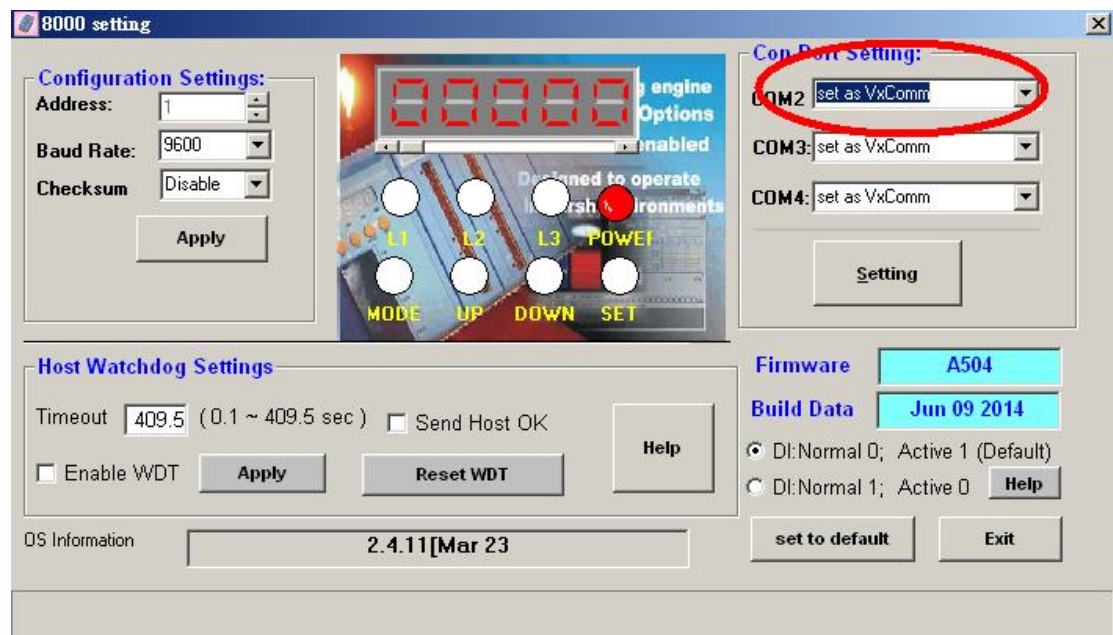 8000 setting
Configuration Settings:
Address:
1
Baud Rate:
9600
Checksum
Disable
Apply
00000
engine
Options
enabled
to operate
L1
L2
L3
POWER
MODE
UP
DOWN
SET
Com Port Setting:
COM2
set as VxComm
COM3:
set as VxComm
COM4:
set as VxComm
Setting
Host Watchdog Settings
Timeout
409.5
( 0.1 ~ 409.5 sec )
Send Host OK
Enable WDT
Apply
Reset WDT
Help
Firmware
A504
Build Data
Jun 09 2014
DI:Normal 0; Active 1 (Default)
DI:Normal 1; Active 0
Help
OS Information
2.4.11[Mar 23
set to default
Exit